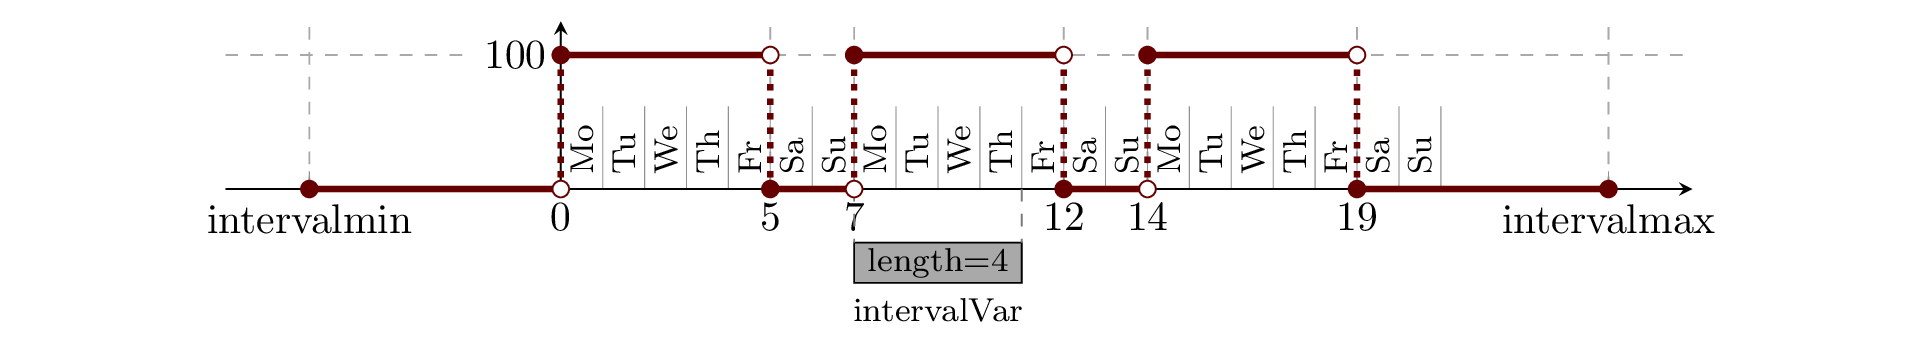 100
Mo Tu We Th Fr Sa Su Mo Tu We Th Fr Sa Su Mo Tu We Th Fr Sa Su
intervalmin 0 5 7 12 14 19 intervalmax
length=4
intervalVar